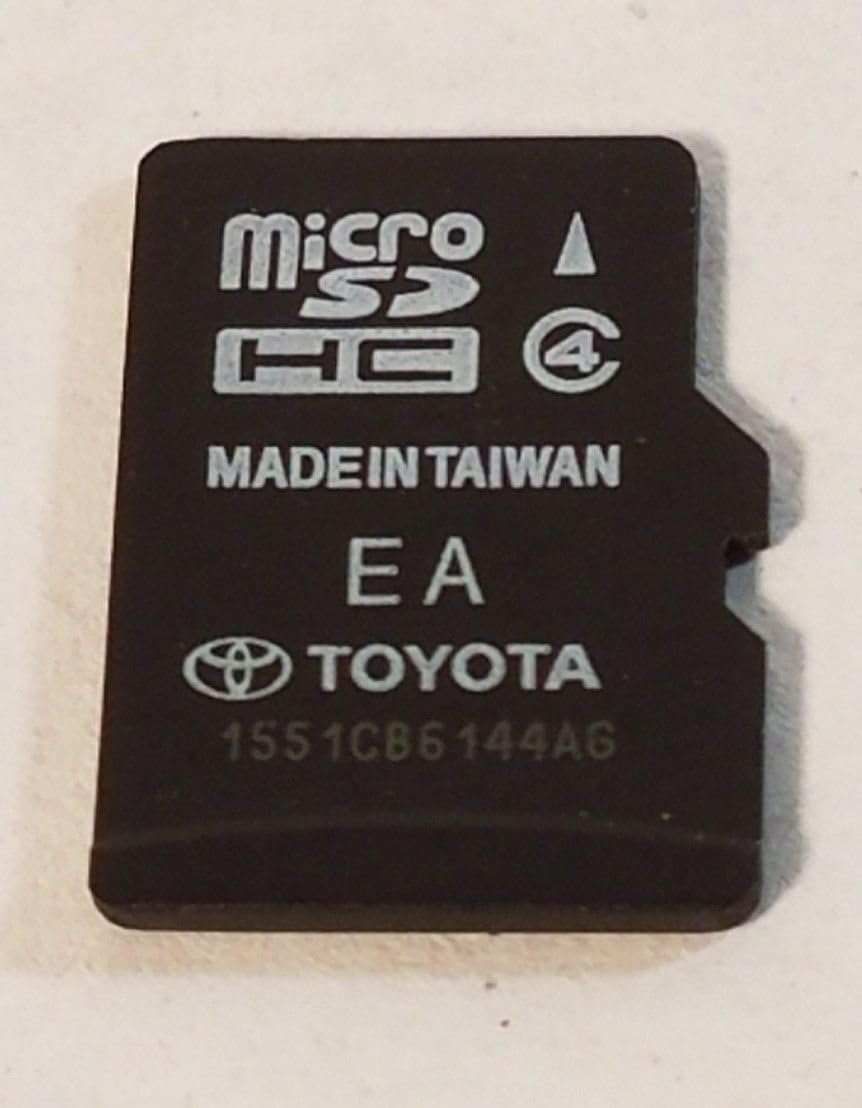 micro
SD
HC 4
MADE IN TAIWAN
EA
TOYOTA
1551CB6144AG